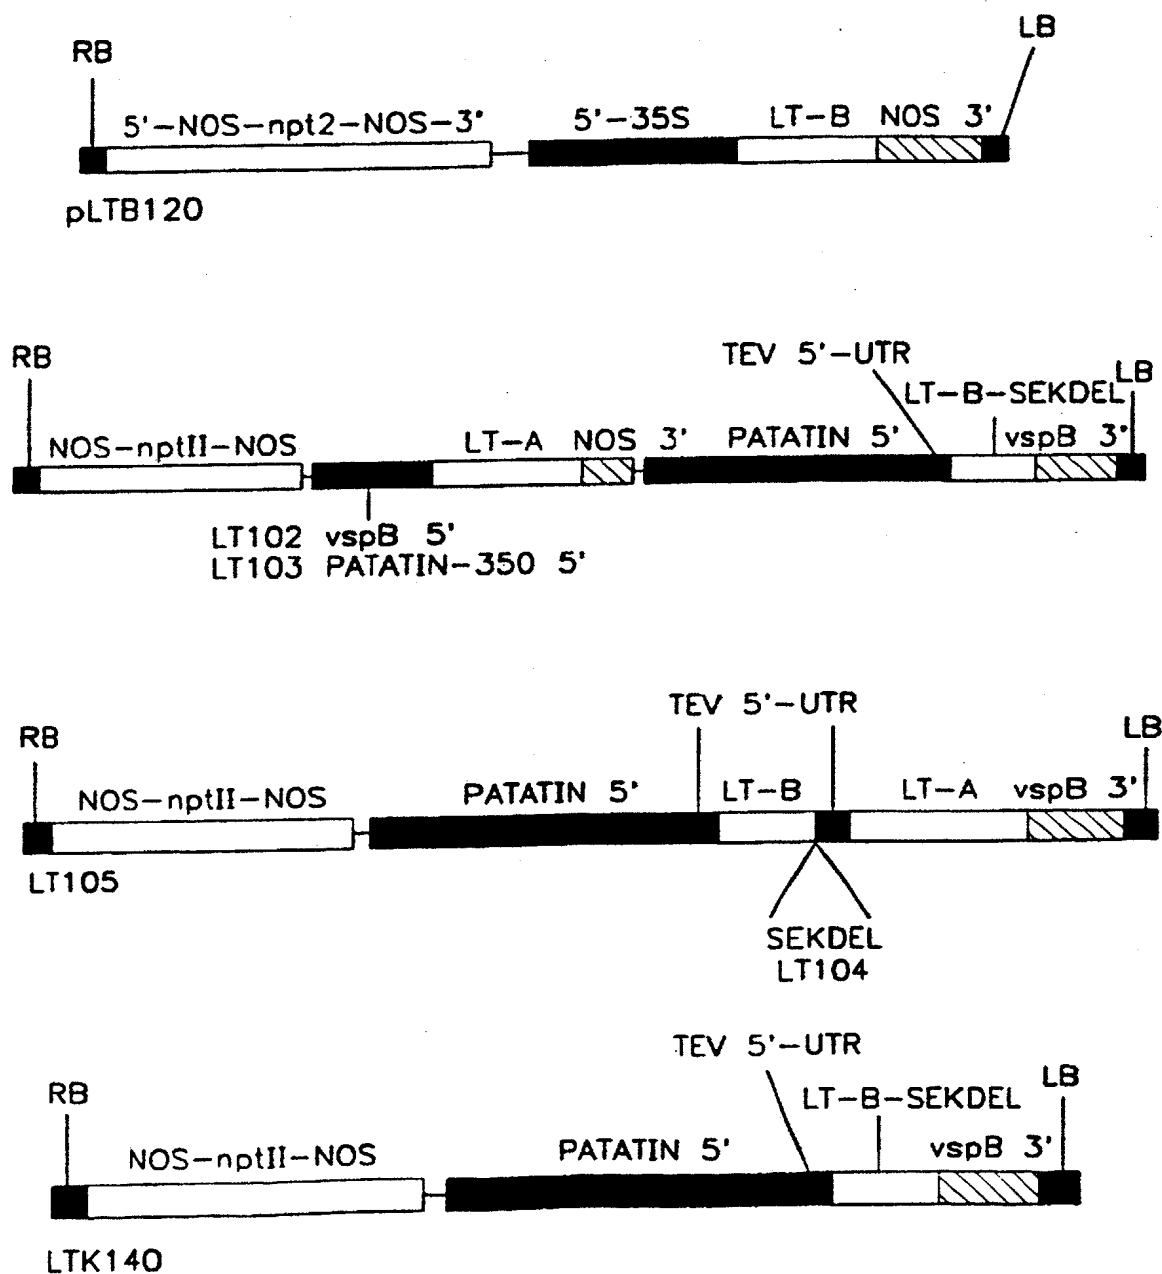 RB
LB
5'-NOS-npt2-NOS-3'
5'-35S
LT-B
NOS 3'
pLTB120
RB
TEV 5'-UTR
LB
LT-B-SEKDEL
NOS-nptII-NOS
LT-A
NOS 3'
PATATIN 5'
vspB 3'
LT102 vspB 5'
LT103 PATATIN-350 5'
TEV 5'-UTR
RB
LB
NOS-nptII-NOS
PATATIN 5'
LT-B
LT-A
vspB 3'
LT105
SEKDEL
LT104
TEV 5'-UTR
RB
LB
LT-B-SEKDEL
NOS-nptII-NOS
PATATIN 5'
vspB 3'
LTK140